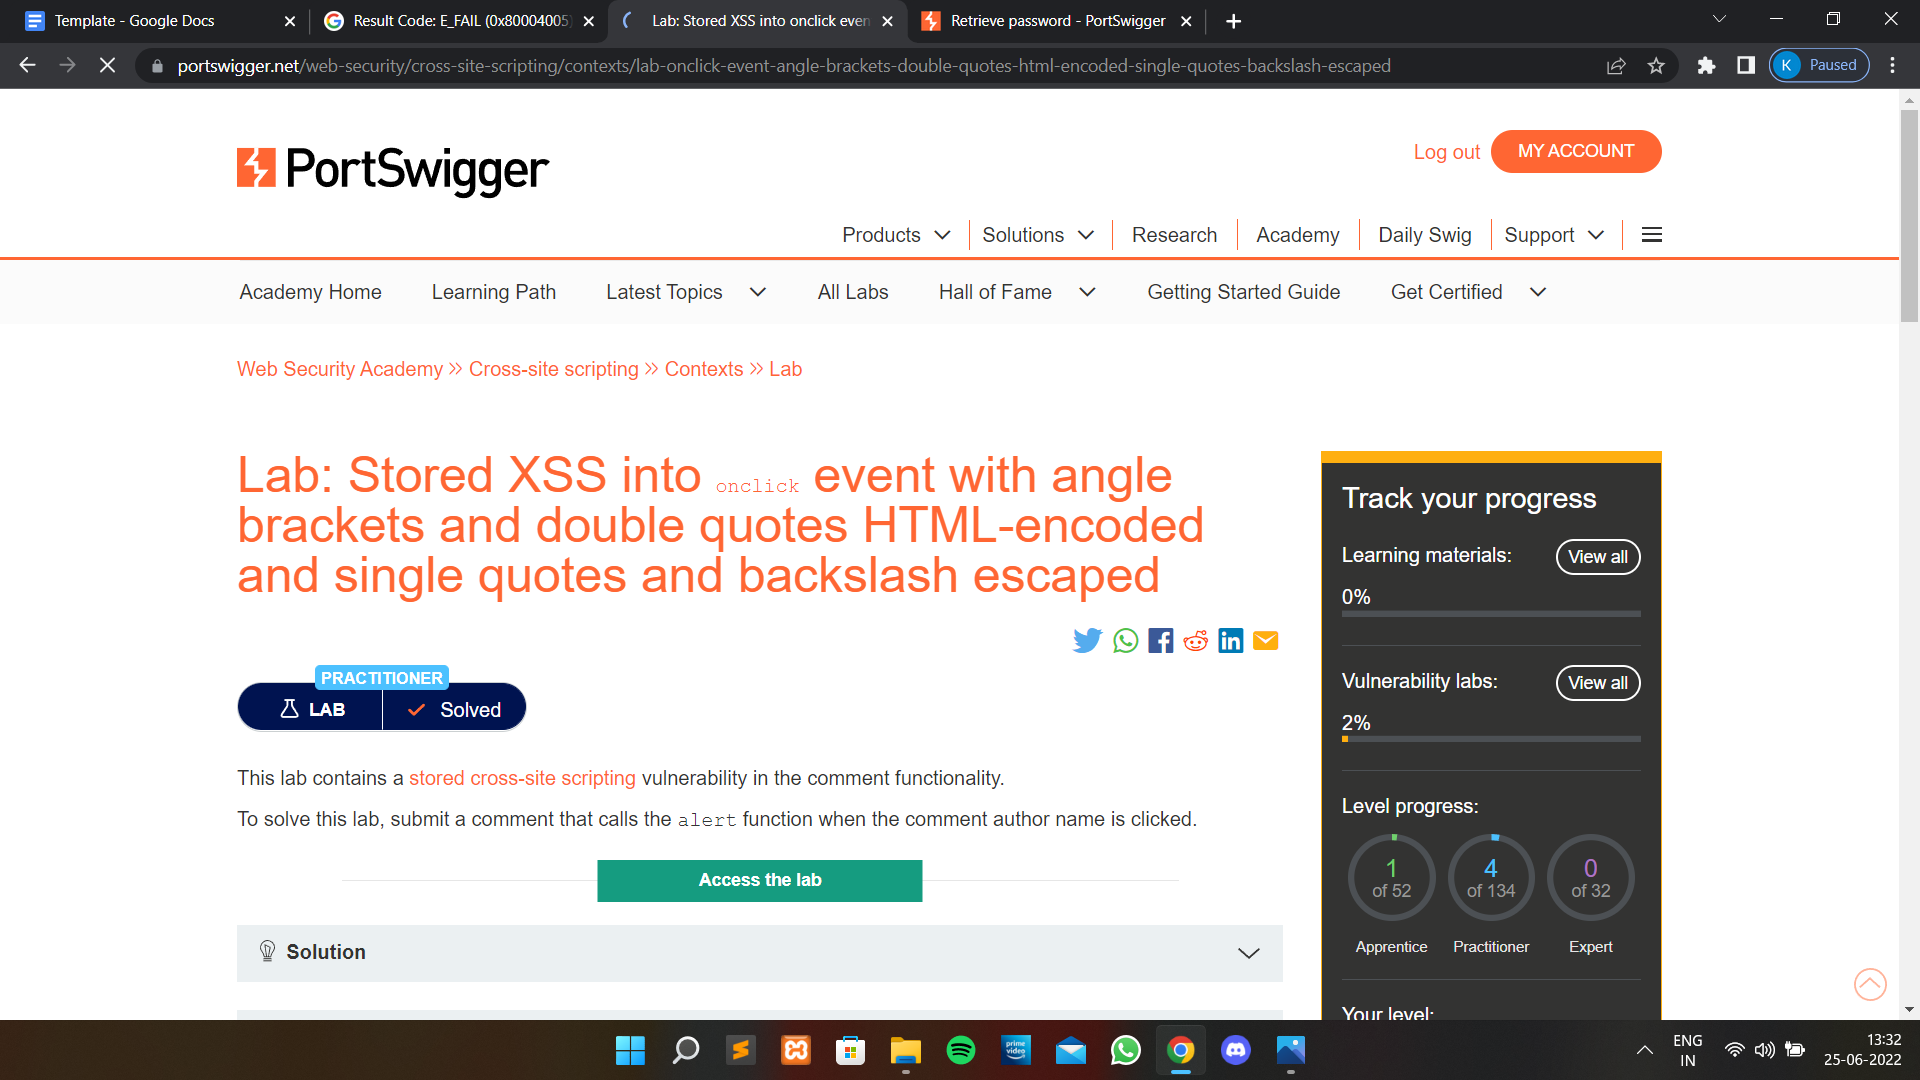 Template - Google Docs
Result Code: E_FAIL (0x80004005)
Lab: Stored XSS into onclick even
Retrieve password - PortSwigger
portswigger.net/web-security/cross-site-scripting/contexts/lab-onclick-event-angle-brackets-double-quotes-html-encoded-single-quotes-backslash-escaped
K Paused
PortSwigger
Log out
MY ACCOUNT
Products
Solutions
Research
Academy
Daily Swig
Support
Academy Home
Learning Path
Latest Topics
All Labs
Hall of Fame
Getting Started Guide
Get Certified
Web Security Academy » Cross-site scripting » Contexts » Lab
Lab: Stored XSS into onclick event with angle
brackets and double quotes HTML-encoded
and single quotes and backslash escaped
PRACTITIONER
LAB
Solved
This lab contains a stored cross-site scripting vulnerability in the comment functionality.
To solve this lab, submit a comment that calls the alert function when the comment author name is clicked.
Access the lab
Solution
Track your progress
Learning materials:
View all
0%
Vulnerability labs:
View all
2%
Level progress:
1
of 52
4
of 134
0
of 32
Apprentice
Practitioner
Expert
Your level:
prime
video
ENG
IN
13:32
25-06-2022